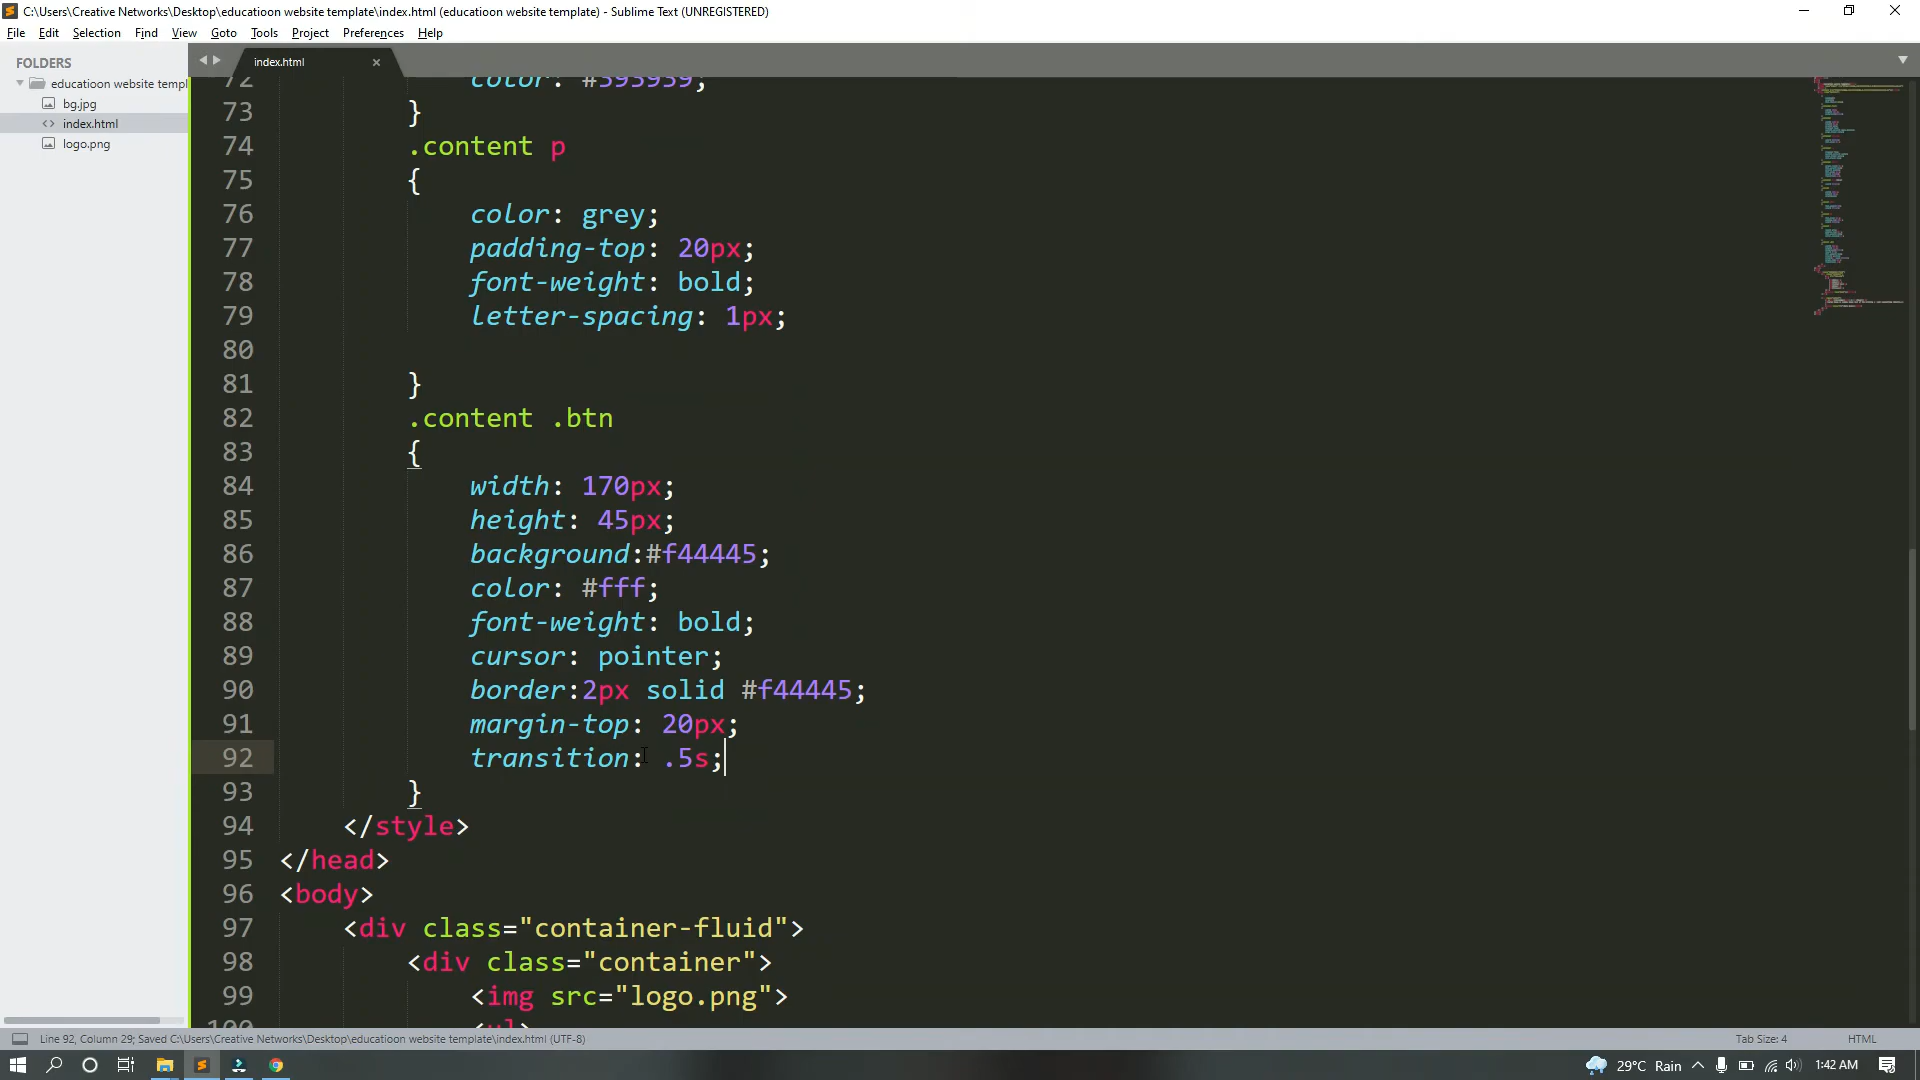 C:\Users\Creative Networks\Desktop\educatioon website template\index.html (educatioon website template) - Sublime Text (UNREGISTERED)
File Edit Selection Find View Goto Tools Project Preferences Help
FOLDERS
educatioon website templ
bg.jpg
index.html
logo.png
index.html
72 color: #393939;
73 }
74 .content p
75 {
76 color: grey;
77 padding-top: 20px;
78 font-weight: bold;
79 letter-spacing: 1px;
80
81 }
82 .content .btn
83 {
84 width: 170px;
85 height: 45px;
86 background:#f44445;
87 color: #fff;
88 font-weight: bold;
89 cursor: pointer;
90 border:2px solid #f44445;
91 margin-top: 20px;
92 transition: .5s;
93 }
94 </style>
95 </head>
96 <body>
97 <div class="container-fluid">
98 <div class="container">
99 <img src="logo.png">
100 <ul>
Line 92, Column 29; Saved C:\Users\Creative Networks\Desktop\educatioon website template\index.html (UTF-8)
Tab Size: 4
HTML
29°C Rain
1:42 AM